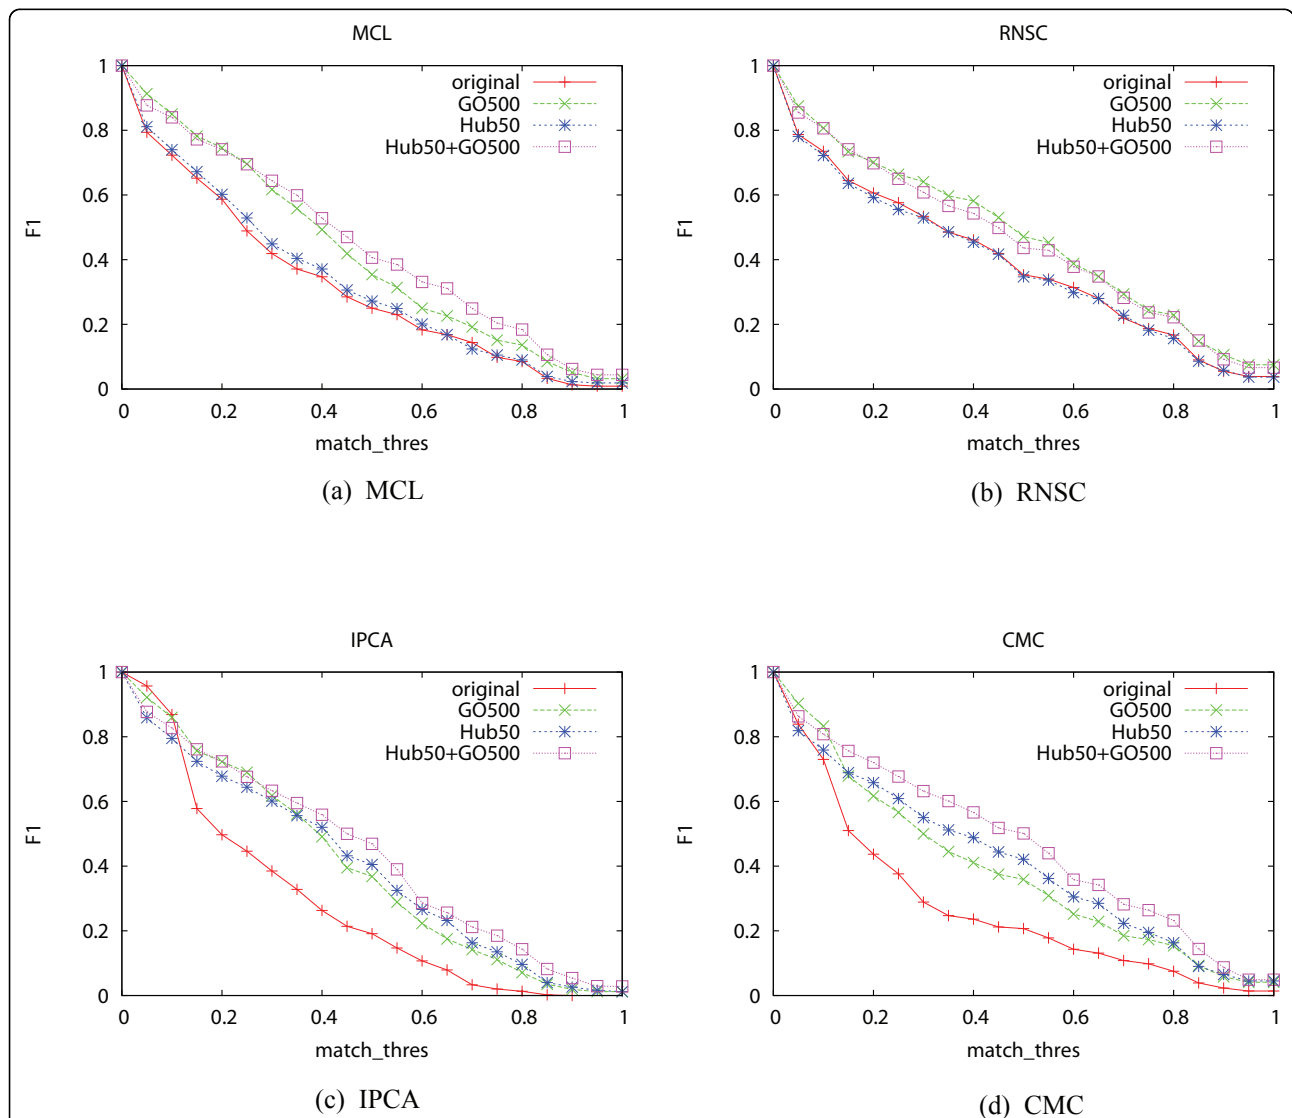 MCL
1
0.8
0.6
0.4
0.2
0
F1
original
GO500
Hub50
Hub50+GO500
0 0.2 0.4 0.6 0.8 1
match_thres
(a) MCL
RNSC
1
0.8
0.6
0.4
0.2
0
F1
original
GO500
Hub50
Hub50+GO500
0 0.2 0.4 0.6 0.8 1
match_thres
(b) RNSC
IPCA
1
0.8
0.6
0.4
0.2
0
F1
original
GO500
Hub50
Hub50+GO500
0 0.2 0.4 0.6 0.8 1
match_thres
(c) IPCA
CMC
1
0.8
0.6
0.4
0.2
0
F1
original
GO500
Hub50
Hub50+GO500
0 0.2 0.4 0.6 0.8 1
match_thres
(d) CMC